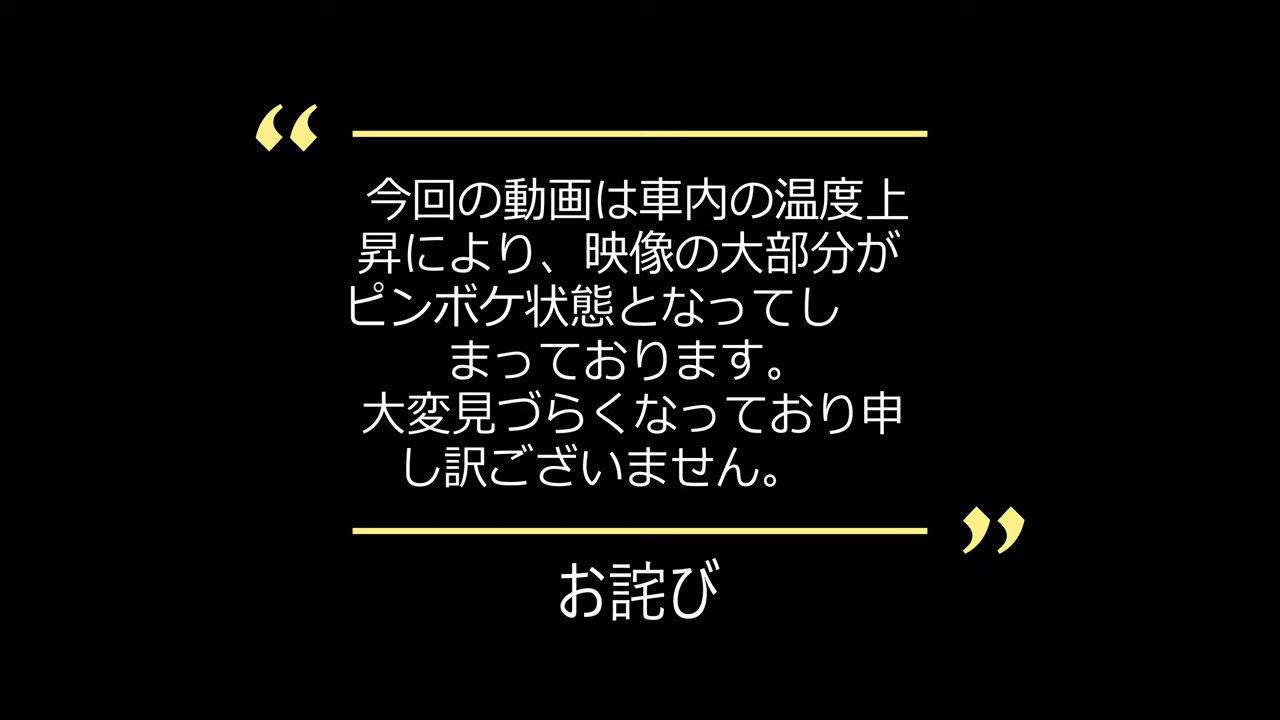 “
今回の動画は車内の温度上
昇により、映像の大部分が
ピンボケ状態となってし
まっております。
大変見づらくなっており申
し訳ございません。
”
お詫び